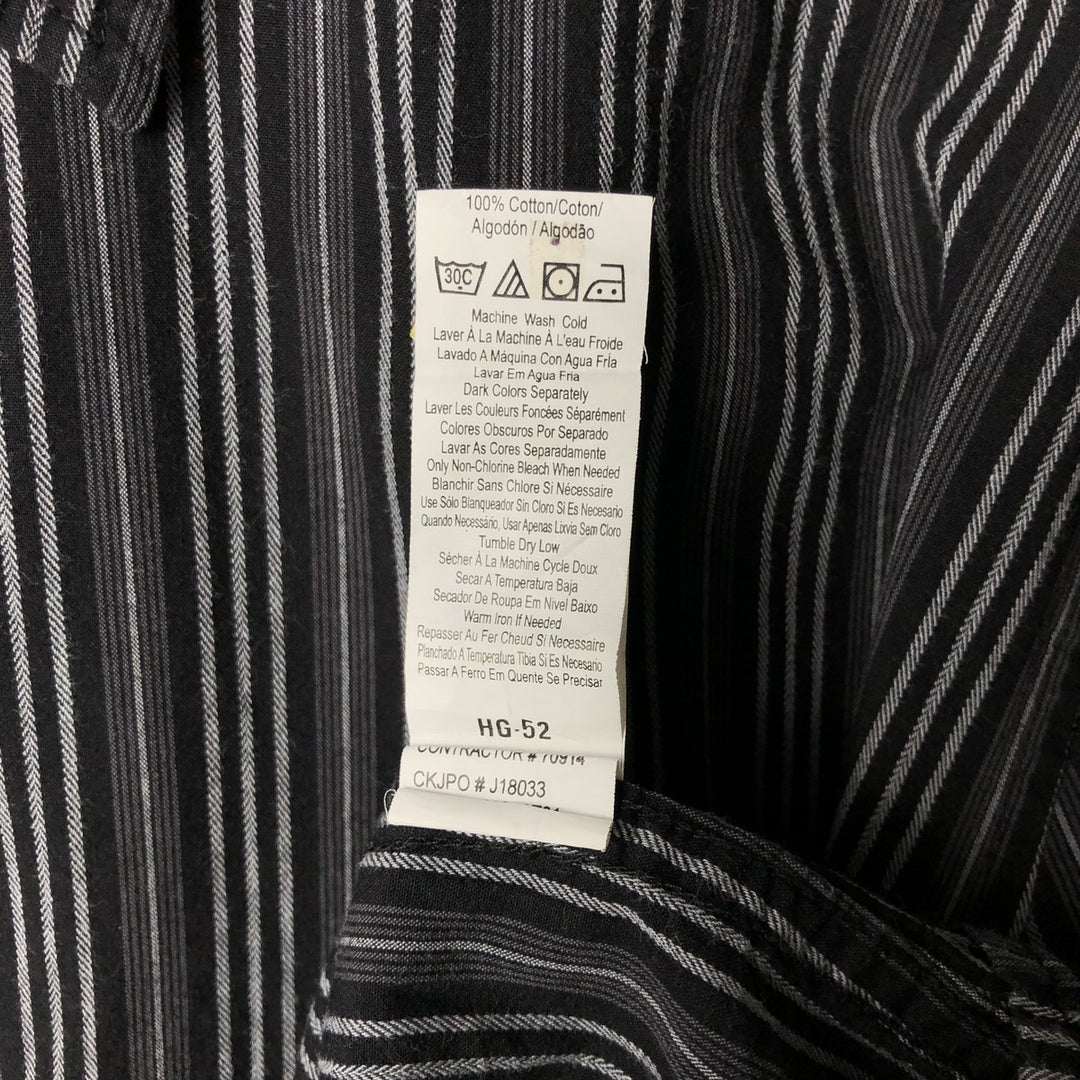 100% Cotton/Coton/
Algodón / Algodão
30C
Machine Wash Cold
Laver À La Machine À L'eau Froide
Lavado A Máquina Con Agua Fría
Lavar Em Agua Fria
Dark Colors Separately
Laver Les Couleurs Foncées Séparément
Colores Obscuros Por Separado
Lavar As Cores Separadamente
Only Non-Chlorine Bleach When Needed
Blanchir Sans Chlore Si Nécessaire
Use Sólo Blanqueador Sin Cloro Si Es Necesario
Quando Necessário, Usar Apenas Lixvia Sem Cloro
Tumble Dry Low
Sécher À La Machine Cycle Doux
Secar A Temperatura Baja
Secador De Roupa Em Nivel Baixo
Warm Iron If Needed
Repasser Au Fer Cheud Si Necessaire
Planchado A Temperatura Tibia Si Es Necesario
Passar A Ferro Em Quente Se Precisar
HG-52
CONTRACTOR # 70914
CKJPO # J18033